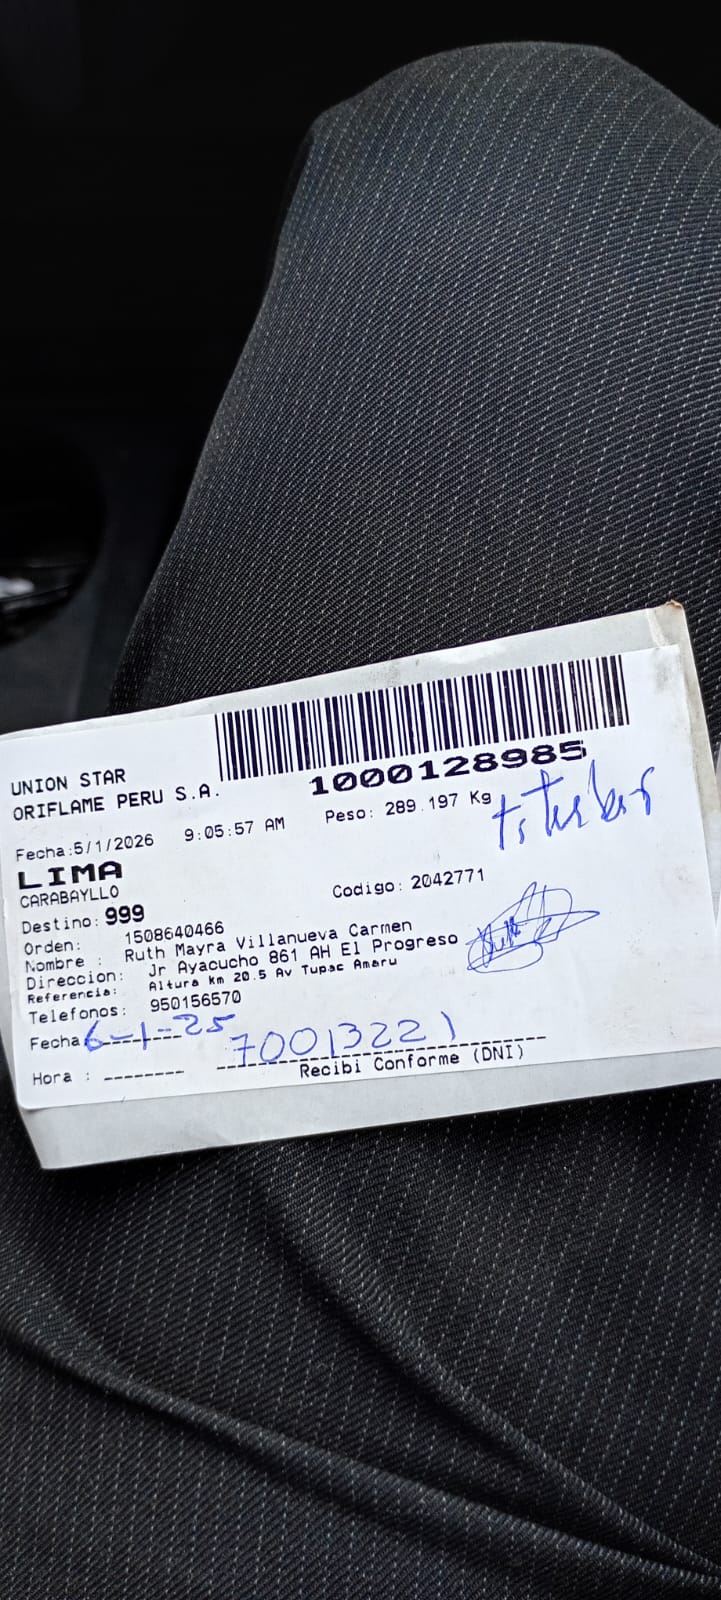 UNION STAR
ORIFLAME PERU S.A.
1000128985
Fecha:5/1/2026 9:05:57 AM Peso: 289.197 Kg
LIMA
CARABAYLLO
Codigo: 2042771
Destino: 999
Orden: 1508640466
Nombre : Ruth Mayra Villanueva Carmen
Direccion: Jr Ayacucho 861 AH El Progreso
Referencia: Altura km 20.5 Av Tupac Amaru
Telefonos: 950156570
Fecha 6-1-25
70013221
Hora : --------
Recibi Conforme (DNI)